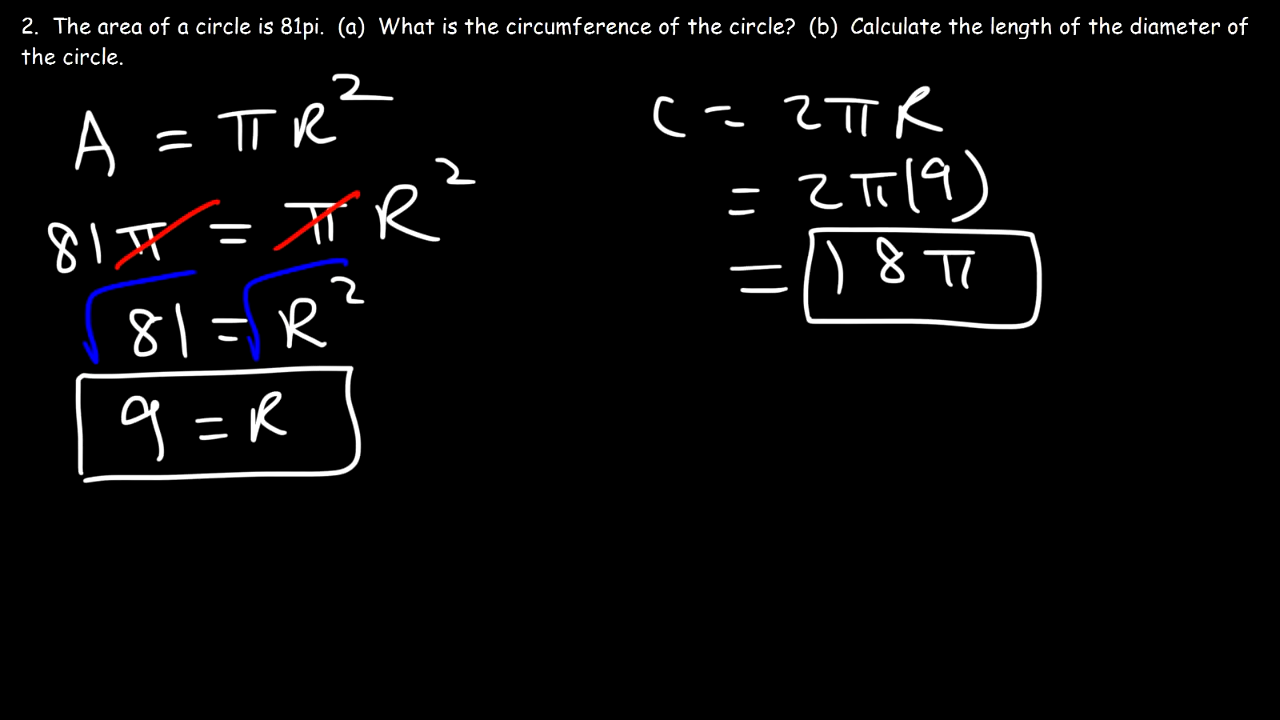 2. The area of a circle is 81pi. (a) What is the circumference of the circle? (b) Calculate the length of the diameter of
the circle.
A = πR²
81π = πR²
81 = R²
9 = R
C = 2πR
= 2π(9)
= 18π